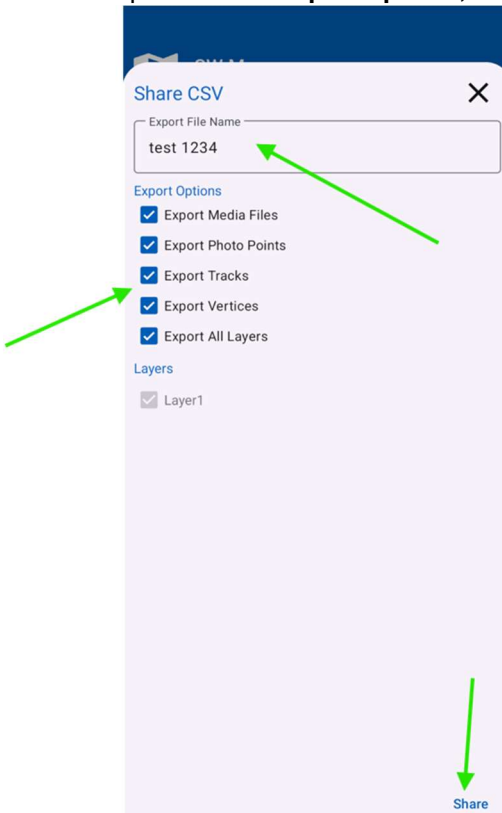 Share CSV
Export File Name
test 1234
Export Options
Export Media Files
Export Photo Points
Export Tracks
Export Vertices
Export All Layers
Layers
Layer1
Share